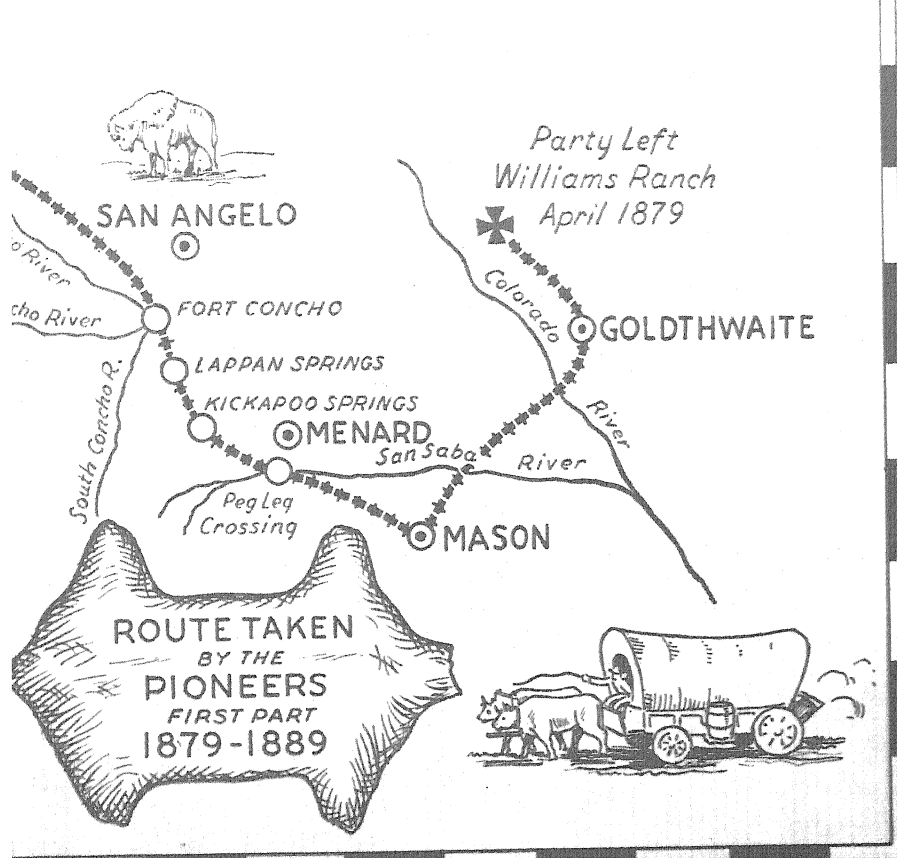 Party Left
Williams Ranch
April 1879
SAN ANGELO
River
cho River
FORT CONCHO
Colorado
River
GOLDTHWAITE
LAPPAN SPRINGS
KICKAPOO SPRINGS
MENARD
San Saba
River
South Concho R.
Peg Leg
Crossing
MASON
ROUTE TAKEN
BY THE
PIONEERS
FIRST PART
1879-1889